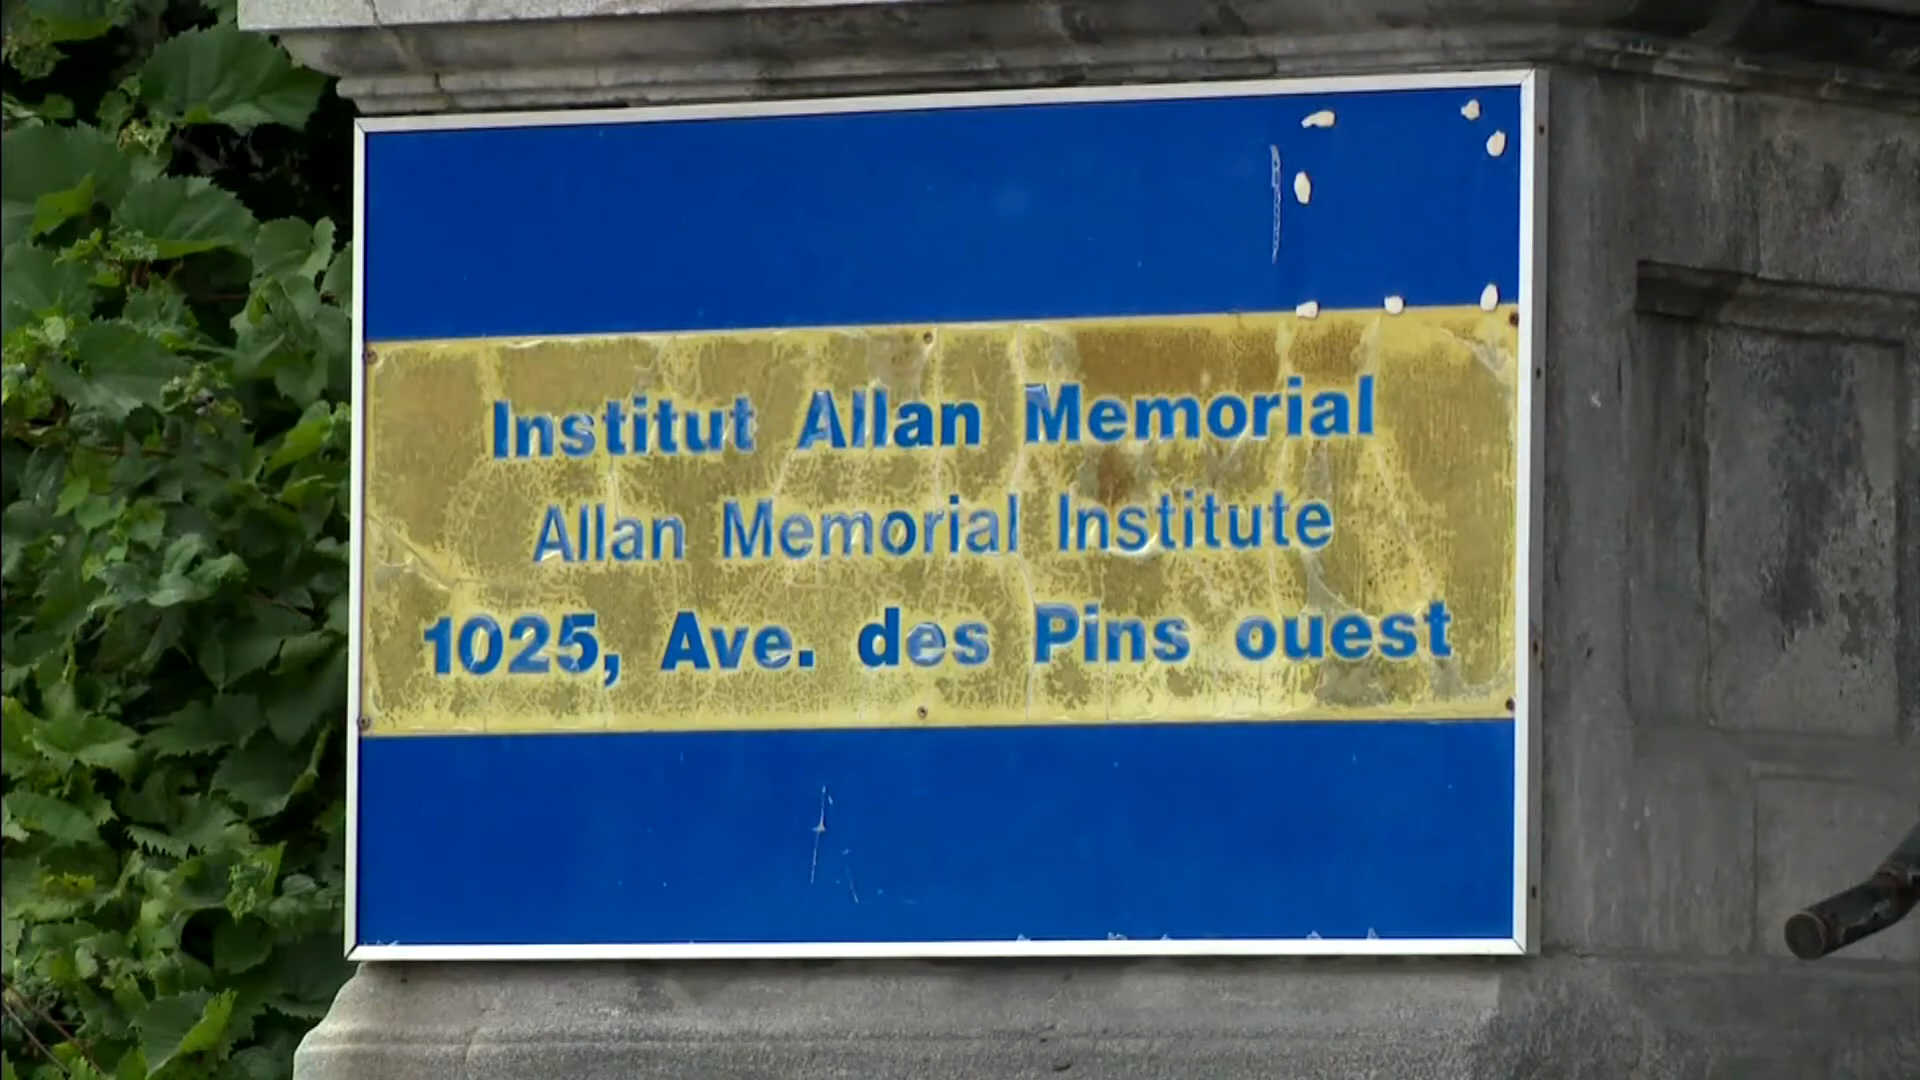 Institut Allan Memorial
Allan Memorial Institute
1025, Ave. des Pins ouest